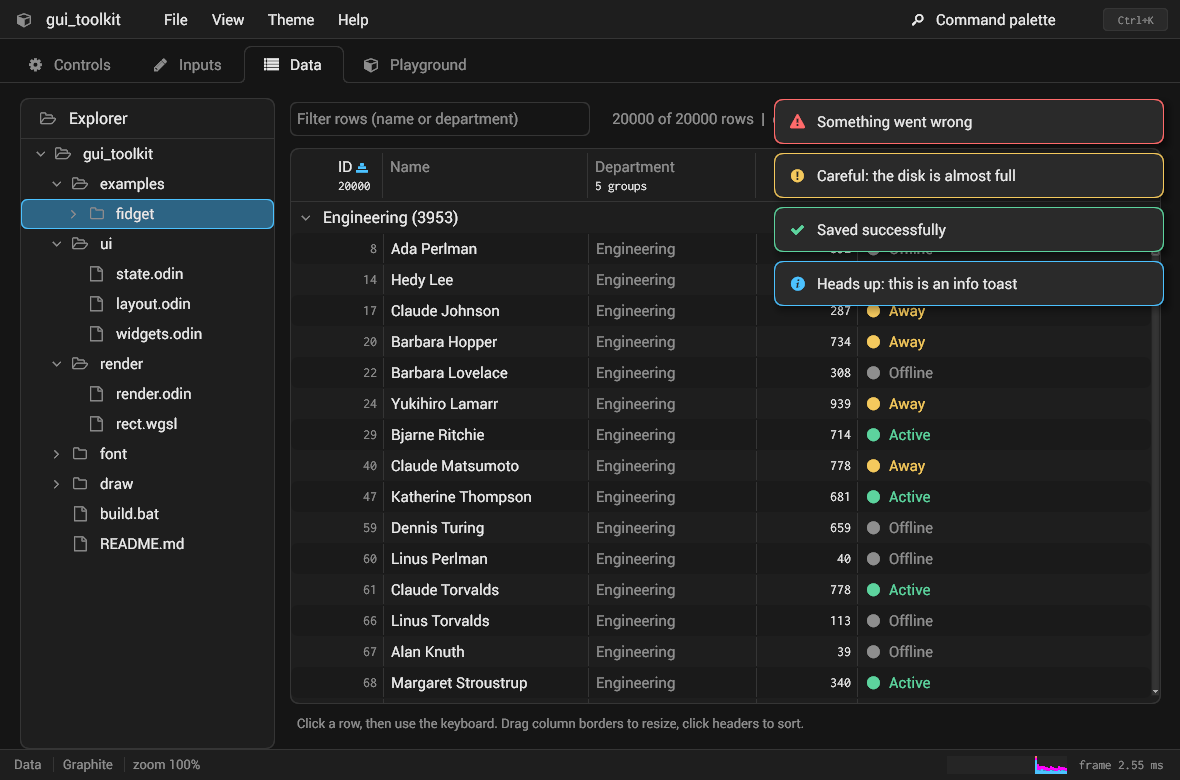 gui_toolkit File View Theme Help Command palette Ctrl+K
Controls Inputs Data Playground
Explorer
gui_toolkit
examples
fidget
ui
state.odin
layout.odin
widgets.odin
render
render.odin
rect.wgsl
font
draw
build.bat
README.md
Filter rows (name or department) 20000 of 20000 rows |
Something went wrong
Careful: the disk is almost full
Saved successfully
Heads up: this is an info toast
ID Name Department
20000 5 groups
Engineering (3953)
8 Ada Perlman Engineering
14 Hedy Lee Engineering
17 Claude Johnson Engineering 287 Away
20 Barbara Hopper Engineering 734 Away
22 Barbara Lovelace Engineering 308 Offline
24 Yukihiro Lamarr Engineering 939 Away
29 Bjarne Ritchie Engineering 714 Active
40 Claude Matsumoto Engineering 778 Away
47 Katherine Thompson Engineering 681 Active
59 Dennis Turing Engineering 659 Offline
60 Linus Perlman Engineering 40 Offline
61 Claude Torvalds Engineering 778 Active
66 Linus Torvalds Engineering 113 Offline
67 Alan Knuth Engineering 39 Offline
68 Margaret Stroustrup Engineering 340 Active
Click a row, then use the keyboard. Drag column borders to resize, click headers to sort.
Data Graphite zoom 100% frame 2.55 ms